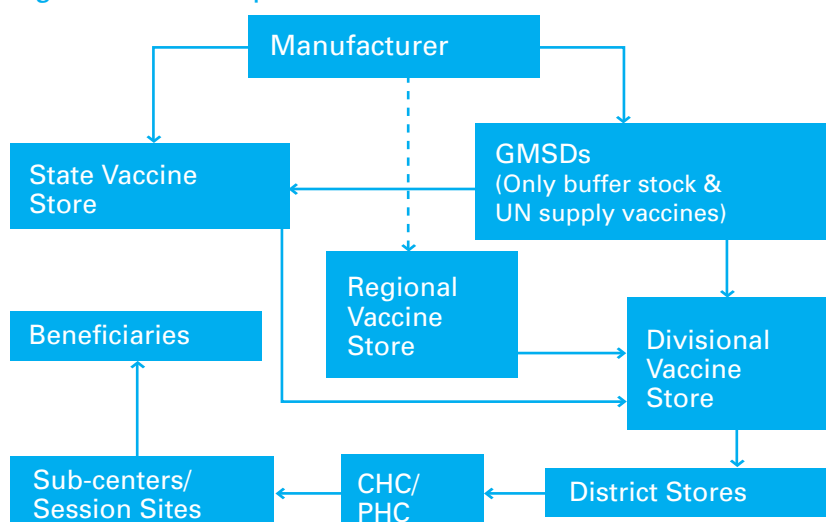 Manufacturer
GMSDs
(Only buffer stock &
UN supply vaccines)
State Vaccine
Store
Regional
Vaccine
Store
Beneficiaries
Divisional
Vaccine
Store
Sub-centers/
Session Sites
CHC/
PHC
District Stores